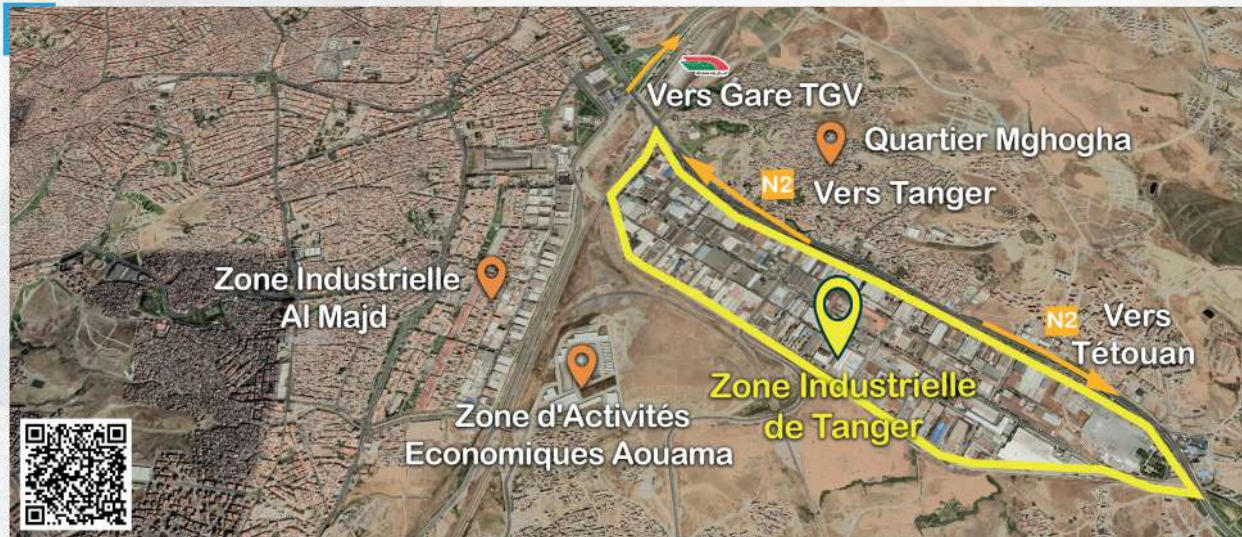 Vers Gare TGV
Quartier Mghogha
N2
Vers Tanger
Zone Industrielle
Al Majd
N2
Vers
Tétouan
Zone Industrielle
de Tanger
Zone d'Activités
Economiques Aouama